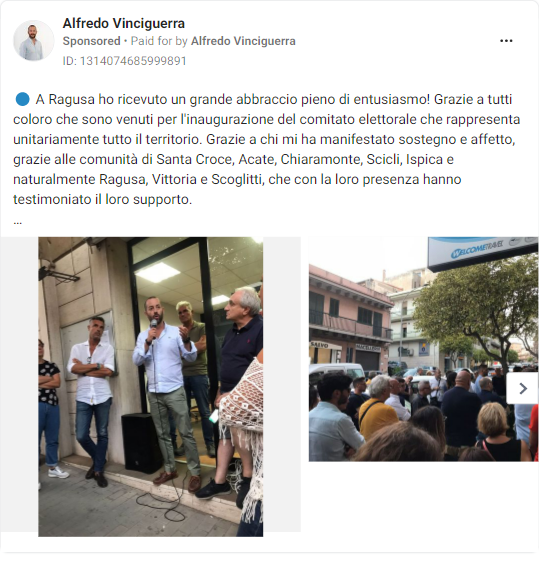 Alfredo Vinciguerra
Sponsored • Paid for by Alfredo Vinciguerra
ID: 1314074685999891
🔵 A Ragusa ho ricevuto un grande abbraccio pieno di entusiasmo! Grazie a tutti
coloro che sono venuti per l'inaugurazione del comitato elettorale che rappresenta
unitariamente tutto il territorio. Grazie a chi mi ha manifestato sostegno e affetto,
grazie alle comunità di Santa Croce, Acate, Chiaramonte, Scicli, Ispica e
naturalmente Ragusa, Vittoria e Scoglitti, che con la loro presenza hanno
testimoniato il loro supporto.
...
WELCOMETRAVEL
SALVO